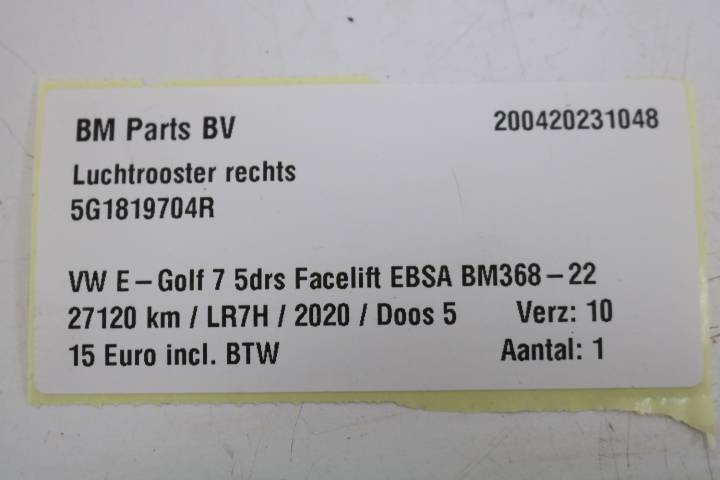 BM Parts BV 200420231048
Luchtrooster rechts
5G1819704R
VW E-Golf 7 5drs Facelift EBSA BM368-22
27120 km / LR7H / 2020 / Doos 5 Verz: 10
15 Euro incl. BTW Aantal: 1